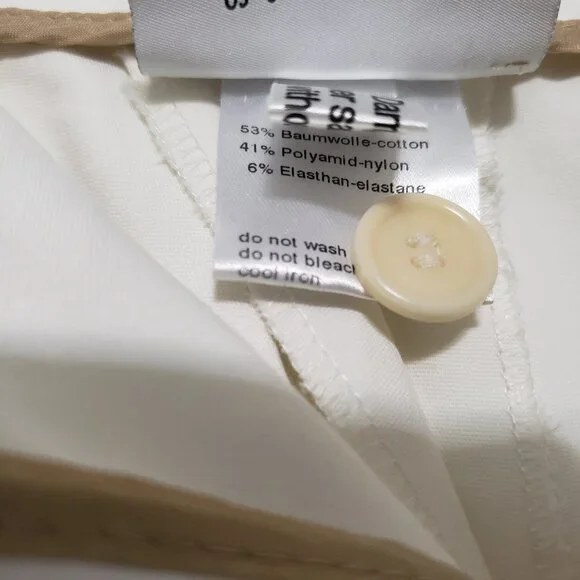 53% Baumwolle-cotton
41% Polyamid-nylon
6% Elasthan-elastane
do not wash
do not bleach
cool iron